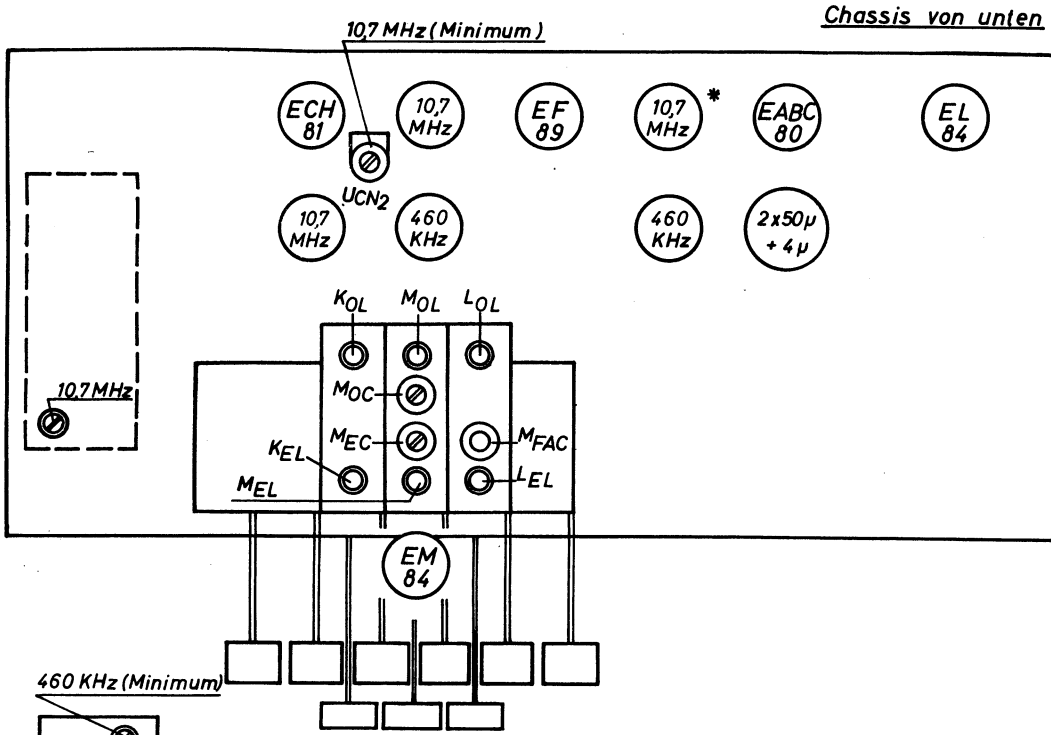 Chassis von unten
10,7 MHz (Minimum)
ECH
81
10,7
MHz
EF
89
10,7
MHz
*
EABC
80
EL
84
UCN2
10,7
MHz
460
KHz
460
KHz
2x50µ
+ 4µ
KOL
MOL
LOL
10,7 MHz
MOC
MEC
MFAC
KEL
MEL
LEL
EM
84
460 KHz (Minimum)